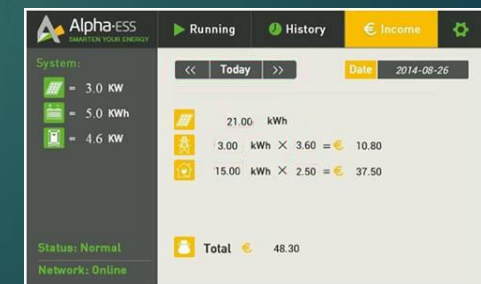 Alpha-ESS
SMARTEN YOUR ENERGY
Running
History
€ Income
System:
= 3.0 KW
= 5.0 KWh
= 4.6 KW
Status: Normal
Network: Online
<< Today >>
Date 2014-08-26
21.00 kWh
3.00 kWh × 3.60 = € 10.80
15.00 kWh × 2.50 = € 37.50
Total € 48.30